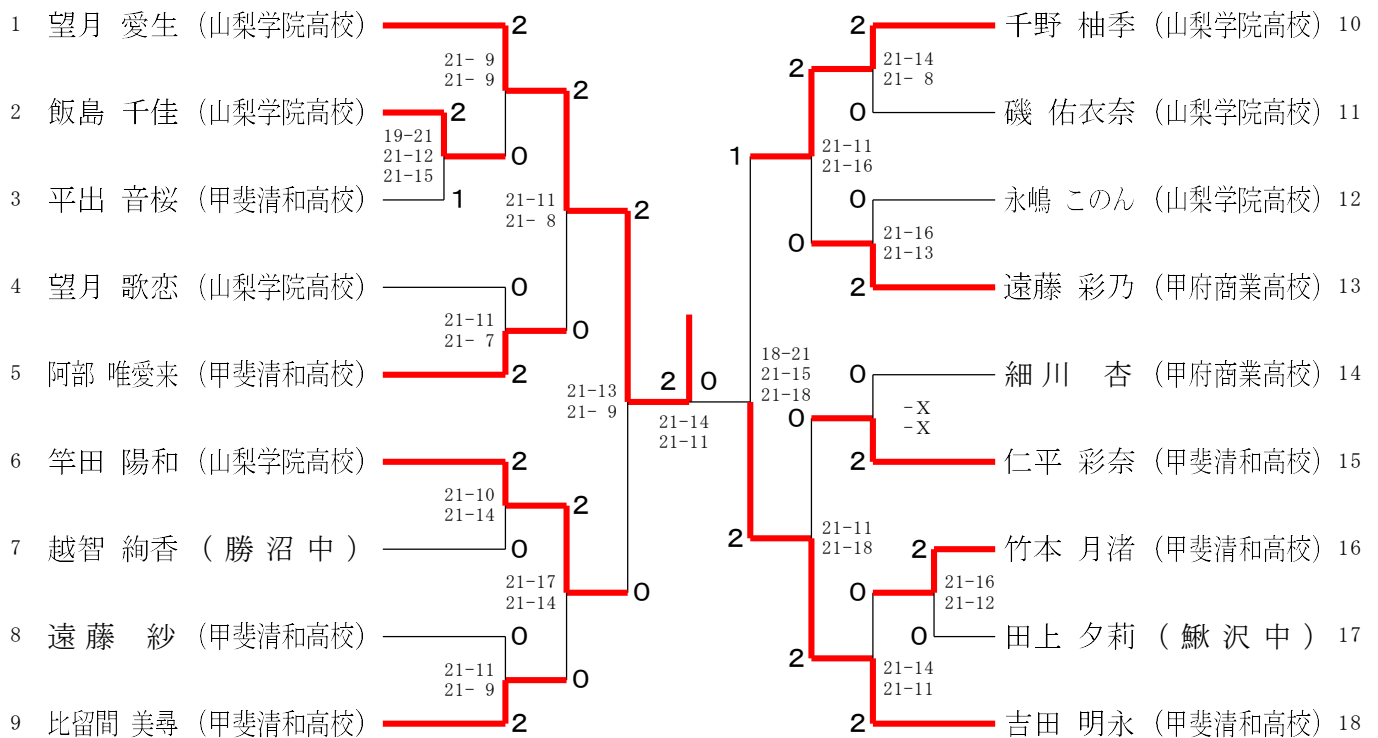 1 望月 愛生 (山梨学院高校) 2
21- 9
21- 9
2
2 飯島 千佳 (山梨学院高校) 2
19-21
21-12
21-15
0
3 平出 音桜 (甲斐清和高校) 1
21-11
21- 8
2
4 望月 歌恋 (山梨学院高校) 0
21-11
21- 7
0
5 阿部 唯愛来 (甲斐清和高校) 2
21-13
21- 9
6 竿田 陽和 (山梨学院高校) 2
21-10
21-14
2
7 越智 絢香 (勝沼中) 0
21-17
21-14
0
8 遠藤 紗 (甲斐清和高校) 0
21-11
21- 9
0
9 比留間 美尋 (甲斐清和高校) 2
2 0
21-14
21-11
2 千野 柚季 (山梨学院高校) 10
2
21-14
21- 8
0 磯 佑衣奈 (山梨学院高校) 11
1
21-11
21-16
0 永嶋 このん (山梨学院高校) 12
0
21-16
21-13
2 遠藤 彩乃 (甲府商業高校) 13
18-21
21-15
21-18
0 細川 杏 (甲府商業高校) 14
0
-X
-X
2 仁平 彩奈 (甲斐清和高校) 15
2
21-11
21-18
2 竹本 月渚 (甲斐清和高校) 16
0
21-16
21-12
0 田上 夕莉 (鰍沢中) 17
2
21-14
21-11
2 吉田 明永 (甲斐清和高校) 18